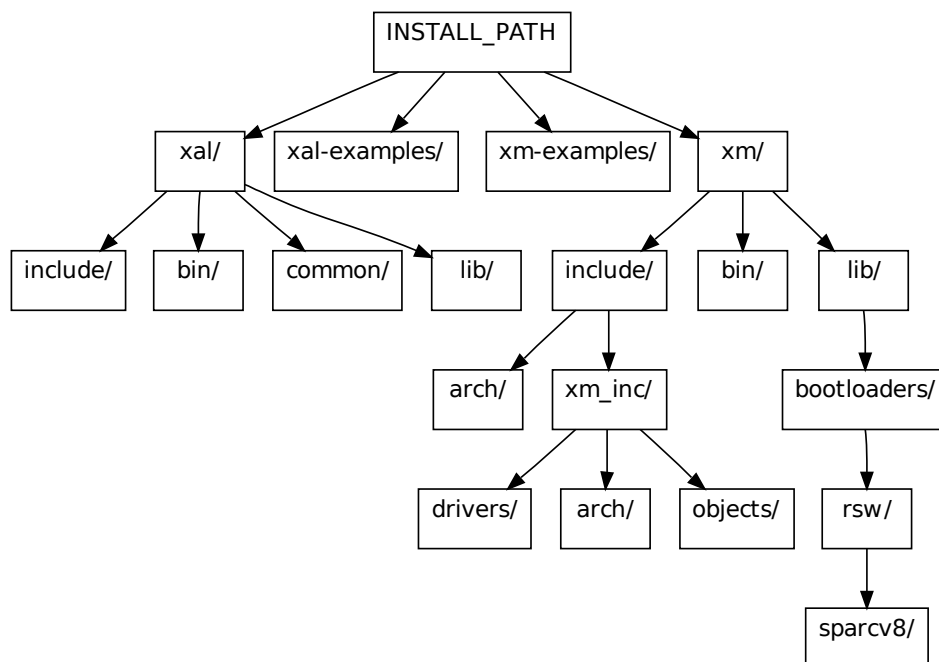 INSTALL_PATH
xal/
xal-examples/
xm-examples/
xm/
include/
bin/
common/
lib/
include/
bin/
lib/
arch/
xm_inc/
bootloaders/
drivers/
arch/
objects/
rsw/
sparcv8/